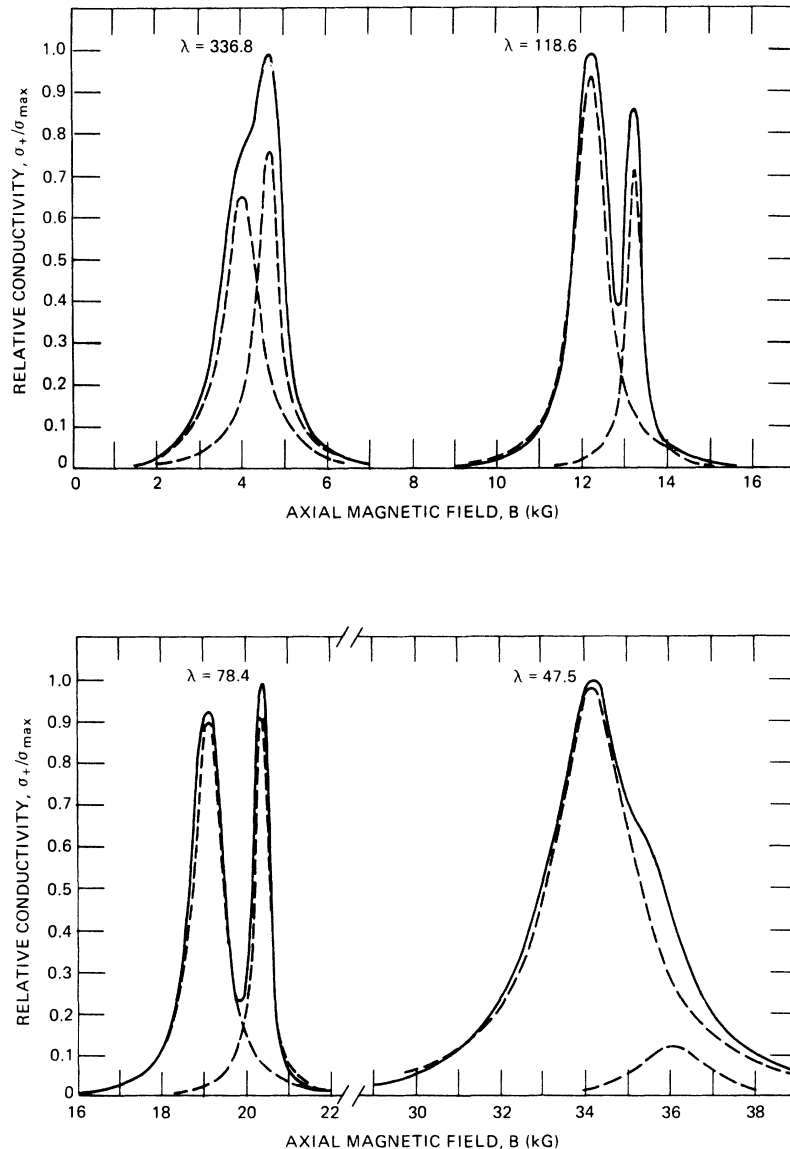 λ = 336.8
λ = 118.6
RELATIVE CONDUCTIVITY, σ₊/σmax
1.0
0.9
0.8
0.7
0.6
0.5
0.4
0.3
0.2
0.1
0
0 2 4 6 8 10 12 14 16
AXIAL MAGNETIC FIELD, B (kG)
λ = 78.4
λ = 47.5
RELATIVE CONDUCTIVITY, σ₊/σmax
1.0
0.9
0.8
0.7
0.6
0.5
0.4
0.3
0.2
0.1
0
16 18 20 22 30 32 34 36 38
AXIAL MAGNETIC FIELD, B (kG)